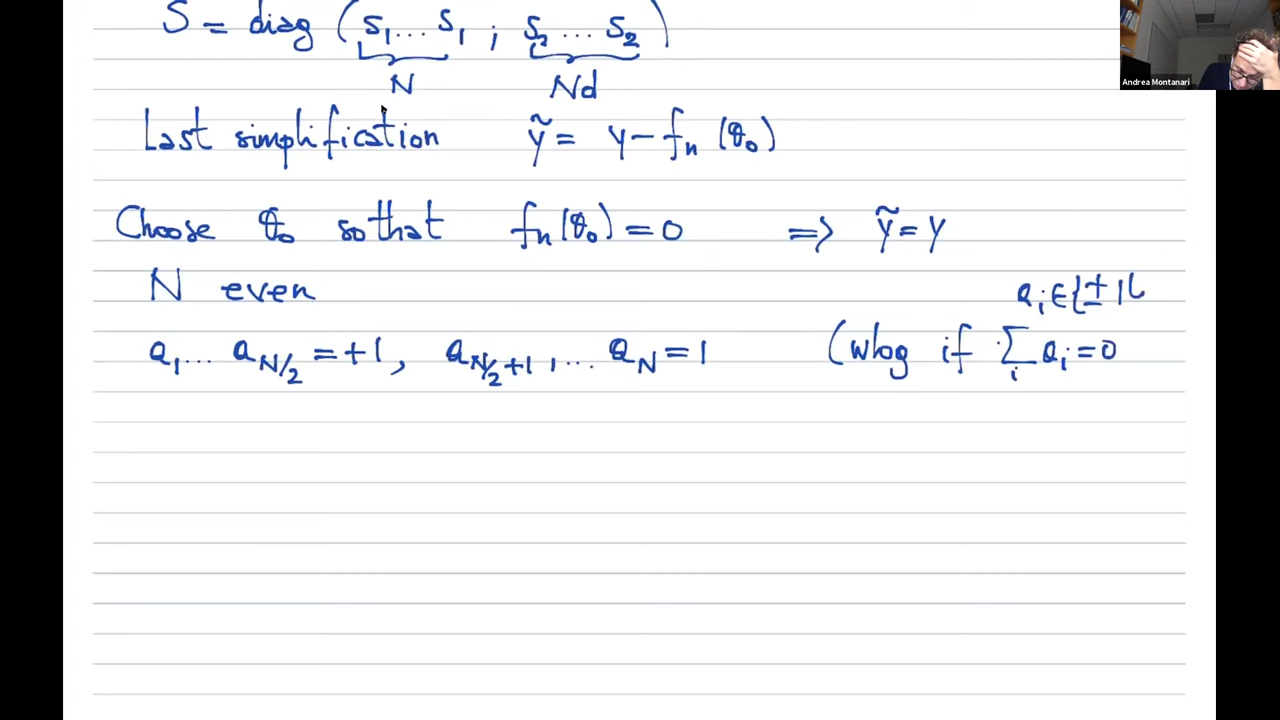 S = diag (s₁...s₁ ; s₂ ... s₂)
N Nd
Andrea Montanari
Last simplification ỹ = y - fₙ(θ₀)
Choose θ₀ so that fₙ(θ₀) = 0 ⟹ ỹ = y
N even
aᵢ ∈ {±1}
a₁... a_{N/2} = +1, a_{N/2+1}, ... a_N = 1 (wlog if Σᵢ aᵢ = 0